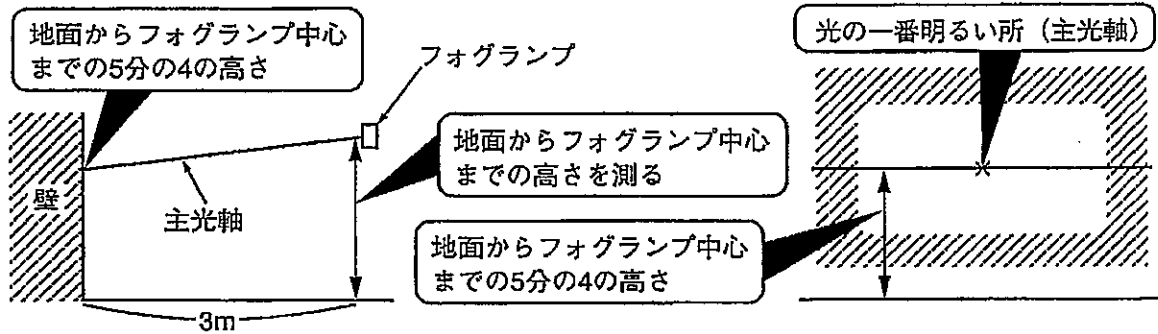 地面からフォグランプ中心
までの5分の4の高さ
フォグランプ
地面からフォグランプ中心
までの高さを測る
壁
主光軸
3m
光の一番明るい所（主光軸）
地面からフォグランプ中心
までの5分の4の高さ